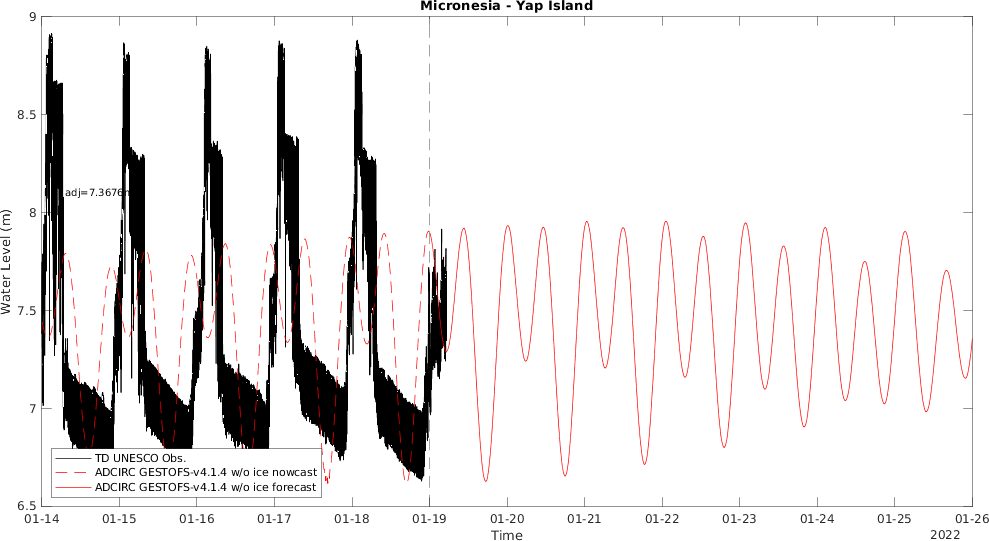 Micronesia - Yap Island
9
8.5
8
7.5
7
6.5
Water Level (m)
adj=7.3676m
TD UNESCO Obs.
ADCIRC GESTOFS-v4.1.4 w/o ice nowcast
ADCIRC GESTOFS-v4.1.4 w/o ice forecast
01-14 01-15 01-16 01-17 01-18 01-19 01-20 01-21 01-22 01-23 01-24 01-25 01-26
Time
2022